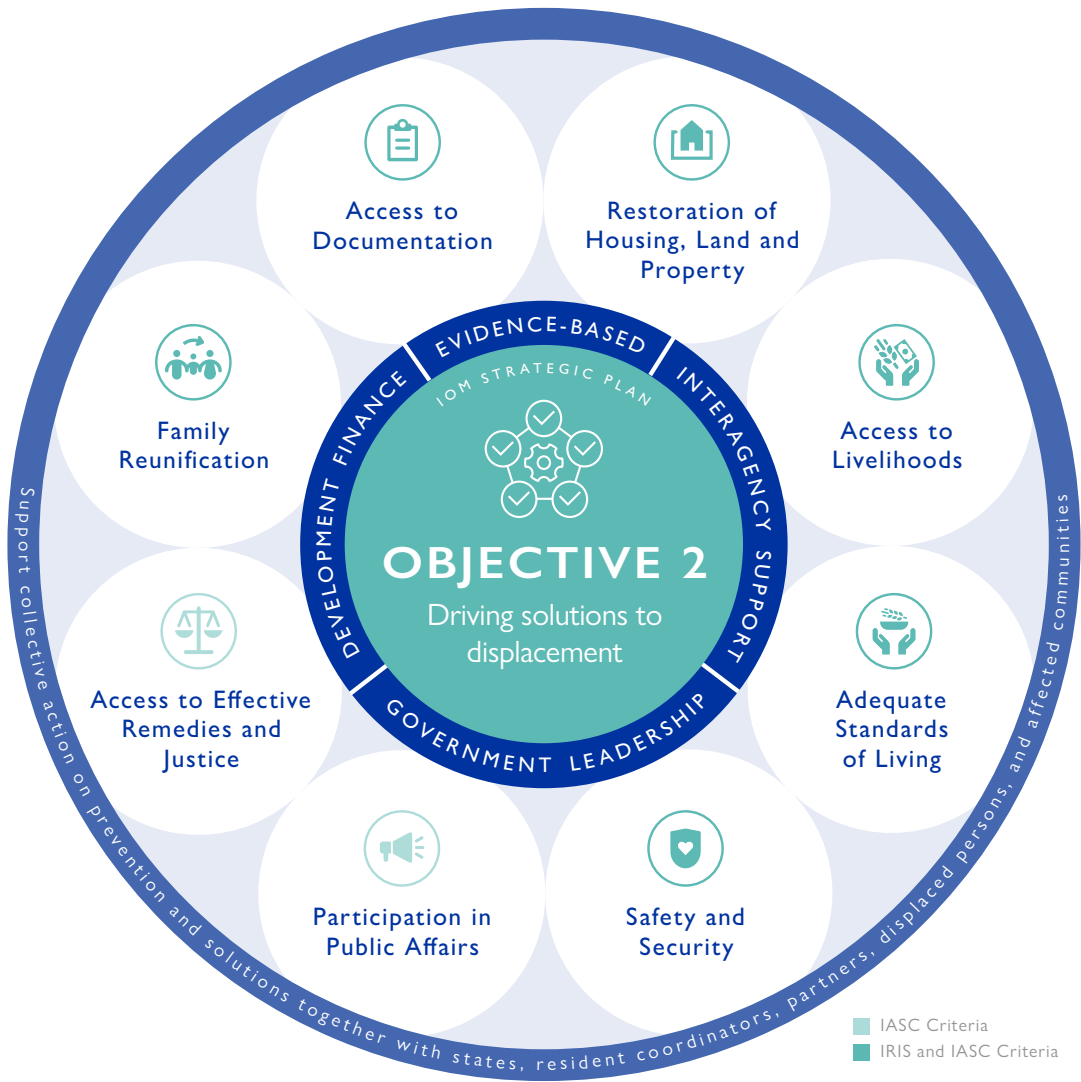 Access to
Documentation
Restoration of
Housing, Land and
Property
Family
Reunification
Access to
Livelihoods
EVIDENCE-BASED
INTERAGENCY SUPPORT
GOVERNMENT LEADERSHIP
DEVELOPMENT FINANCE
IOM STRATEGIC PLAN
OBJECTIVE 2
Driving solutions to
displacement
Access to Effective
Remedies and
Justice
Adequate
Standards
of Living
Participation in
Public Affairs
Safety and
Security
Support collective action on prevention and solutions together with states, resident coordinators, partners, displaced persons, and affected communities
IASC Criteria
IRIS and IASC Criteria